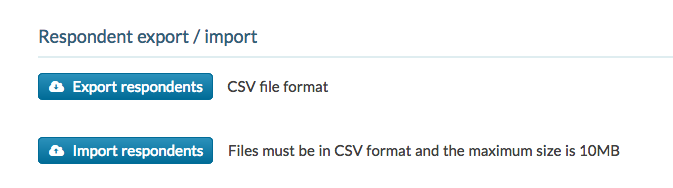 Respondent export / import
Export respondents CSV file format
Import respondents Files must be in CSV format and the maximum size is 10MB